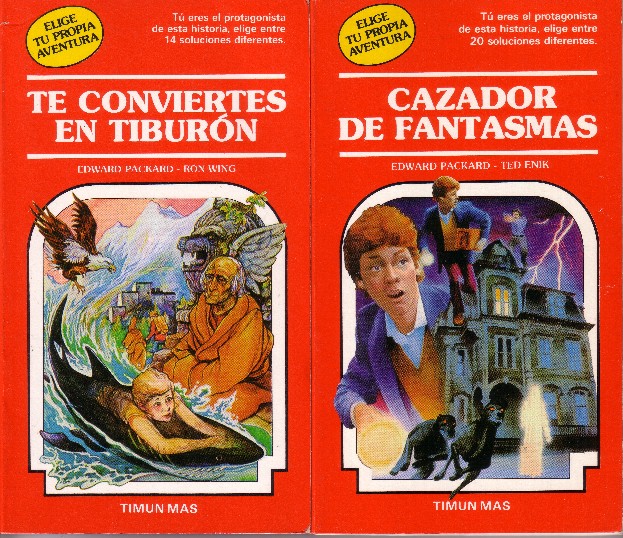 ELIGE
TU PROPIA
AVENTURA
Tú eres el protagonista
de esta historia, elige entre
14 soluciones diferentes.
TE CONVIERTES
EN TIBURÓN
EDWARD PACKARD - RON WING
TIMUN MAS
ELIGE
TU PROPIA
AVENTURA
Tú eres el protagonista
de esta historia, elige entre
20 soluciones diferentes.
CAZADOR
DE FANTASMAS
EDWARD PACKARD - TED ENIK
TIMUN MAS